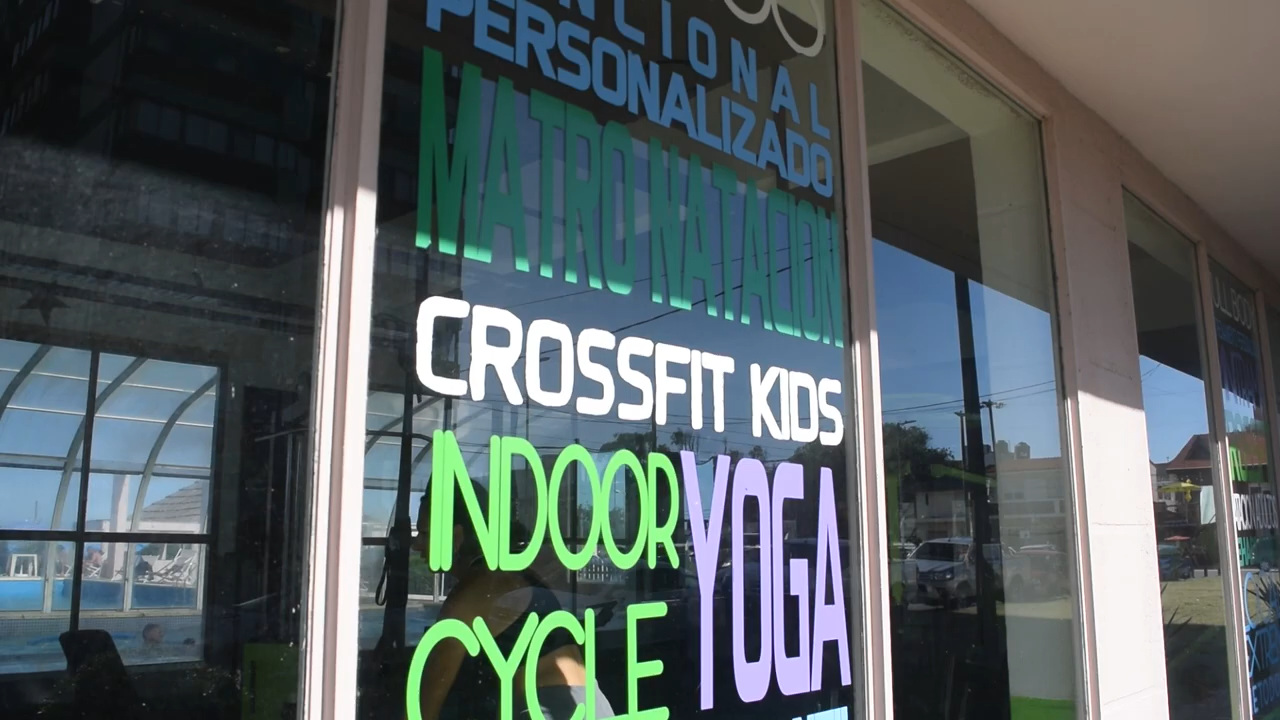 PERSONALIZADO
MATRONATACION
CROSSFIT KIDS
INDOOR
CYCLE
YOGA